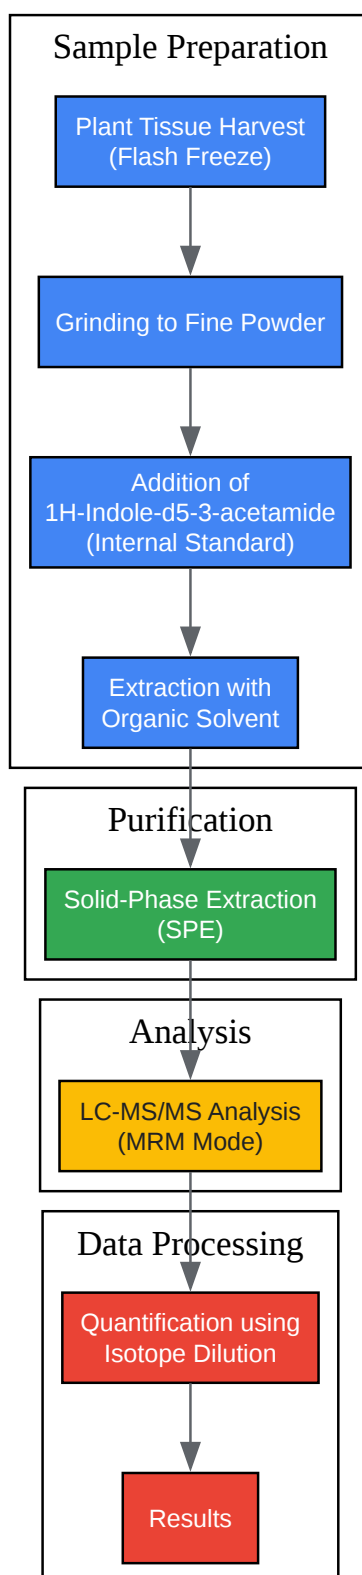 Sample Preparation
Plant Tissue Harvest
(Flash Freeze)
Grinding to Fine Powder
Addition of
1H-Indole-d5-3-acetamide
(Internal Standard)
Extraction with
Organic Solvent
Purification
Solid-Phase Extraction
(SPE)
Analysis
LC-MS/MS Analysis
(MRM Mode)
Data Processing
Quantification using
Isotope Dilution
Results